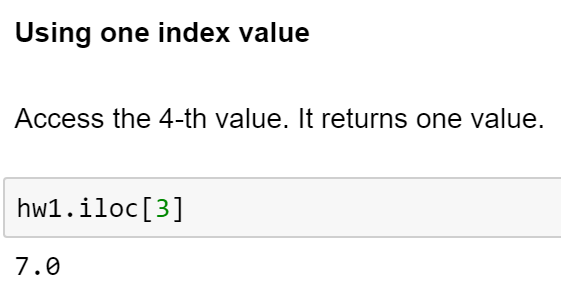 Using one index value
Access the 4-th value. It returns one value.
hw1.iloc[3]
7.0